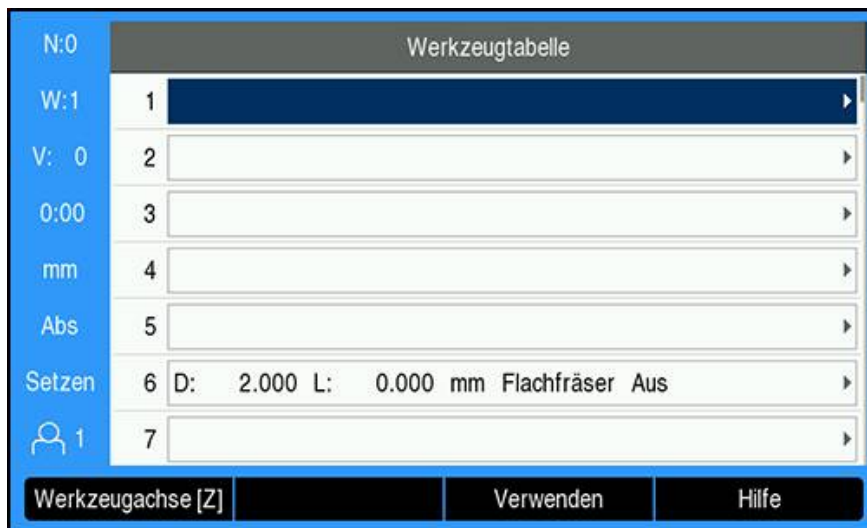 N:0
Werkzeugtabelle
W:1
1
V: 0
2
0:00
3
mm
4
Abs
5
Setzen
6 D: 2.000 L: 0.000 mm Flachfräser Aus
1
7
Werkzeugachse [Z] Verwenden Hilfe